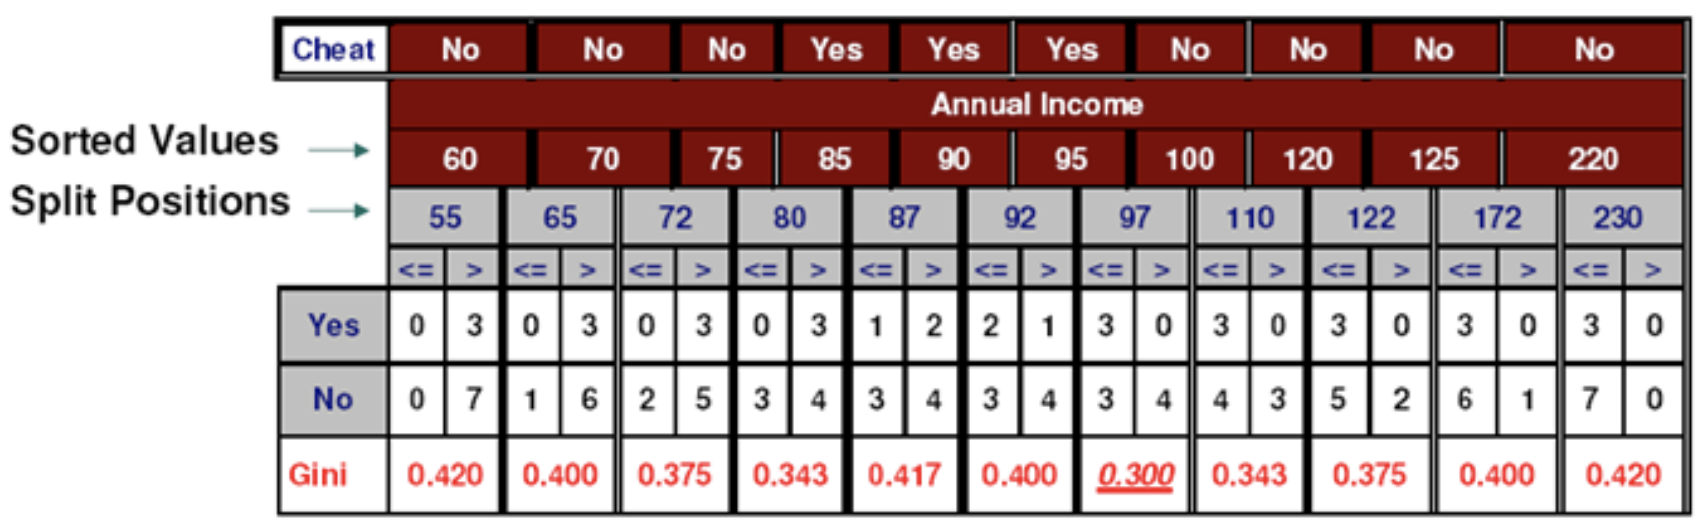 Cheat No No No Yes Yes Yes No No No No
Annual Income
Sorted Values 60 70 75 85 90 95 100 120 125 220
Split Positions 55 65 72 80 87 92 97 110 122 172 230
<= > <= > <= > <= > <= > <= > <= > <= > <= > <= > <= >
Yes 0 3 0 3 0 3 0 3 1 2 2 1 3 0 3 0 3 0 3 0 3 0
No 0 7 1 6 2 5 3 4 3 4 3 4 3 4 4 3 5 2 6 1 7 0
Gini 0.420 0.400 0.375 0.343 0.417 0.400 0.300 0.343 0.375 0.400 0.420